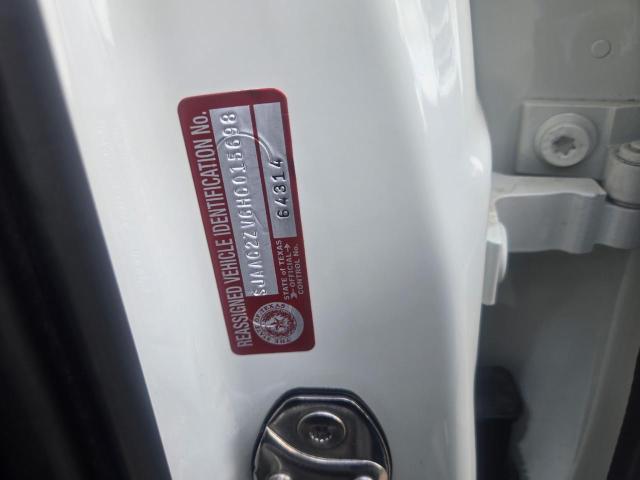 REASSIGNED VEHICLE IDENTIFICATION No.
SJAAC2ZV6HC015698
STATE of TEXAS
OFFICIAL
CONTROL No.
64314